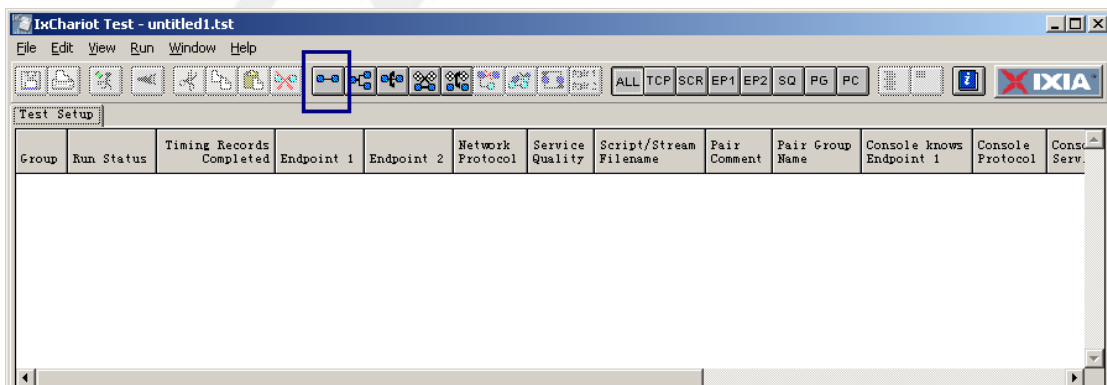 IxChariot Test - untitled1.tst
File Edit View Run Window Help
ALL TCP SCR EP1 EP2 SQ PG PC i IXIA
Test Setup
Group Run Status Timing Records Completed Endpoint 1 Endpoint 2 Network Protocol Service Quality Script/Stream Filename Pair Comment Pair Group Name Console knows Endpoint 1 Console Protocol